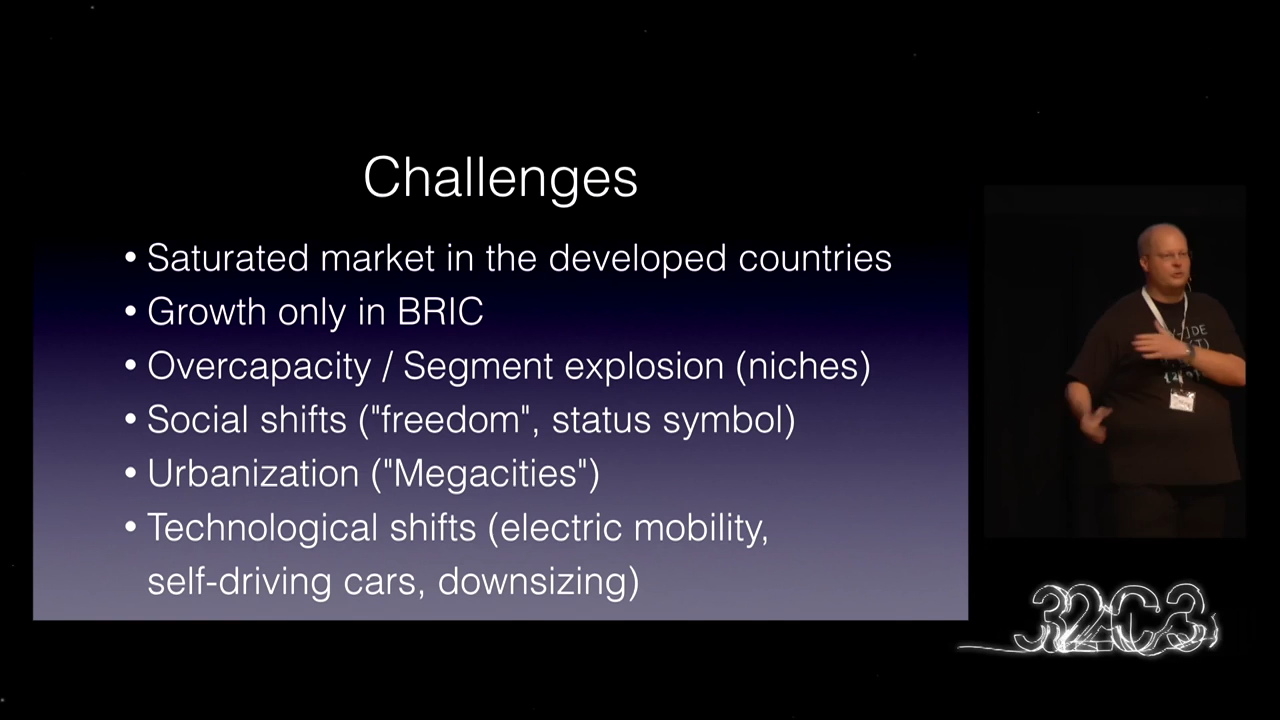 Challenges
• Saturated market in the developed countries
• Growth only in BRIC
• Overcapacity / Segment explosion (niches)
• Social shifts ("freedom", status symbol)
• Urbanization ("Megacities")
• Technological shifts (electric mobility,
self-driving cars, downsizing)
32C3